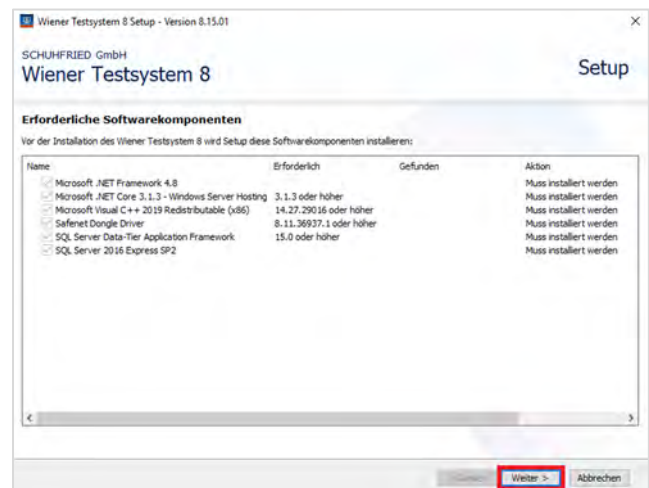 Wiener Testsystem 8 Setup - Version 8.15.01
SCHUHFRIED GmbH
Wiener Testsystem 8
Setup
Erforderliche Softwarekomponenten
Vor der Installation des Wiener Testsystem 8 wird Setup diese Softwarekomponenten installieren:
Name Erforderlich Gefunden Aktion
Microsoft .NET Framework 4.8 Muss installiert werden
Microsoft .NET Core 3.1.3 - Windows Server Hosting 3.1.3 oder höher Muss installiert werden
Microsoft Visual C++ 2019 Redistributable (x86) 14.27.29016 oder höher Muss installiert werden
Safenet Dongle Driver 8.11.36937.1 oder höher Muss installiert werden
SQL Server Data-Tier Application Framework 15.0 oder höher Muss installiert werden
SQL Server 2016 Express SP2 Muss installiert werden
Weiter > Abbrechen